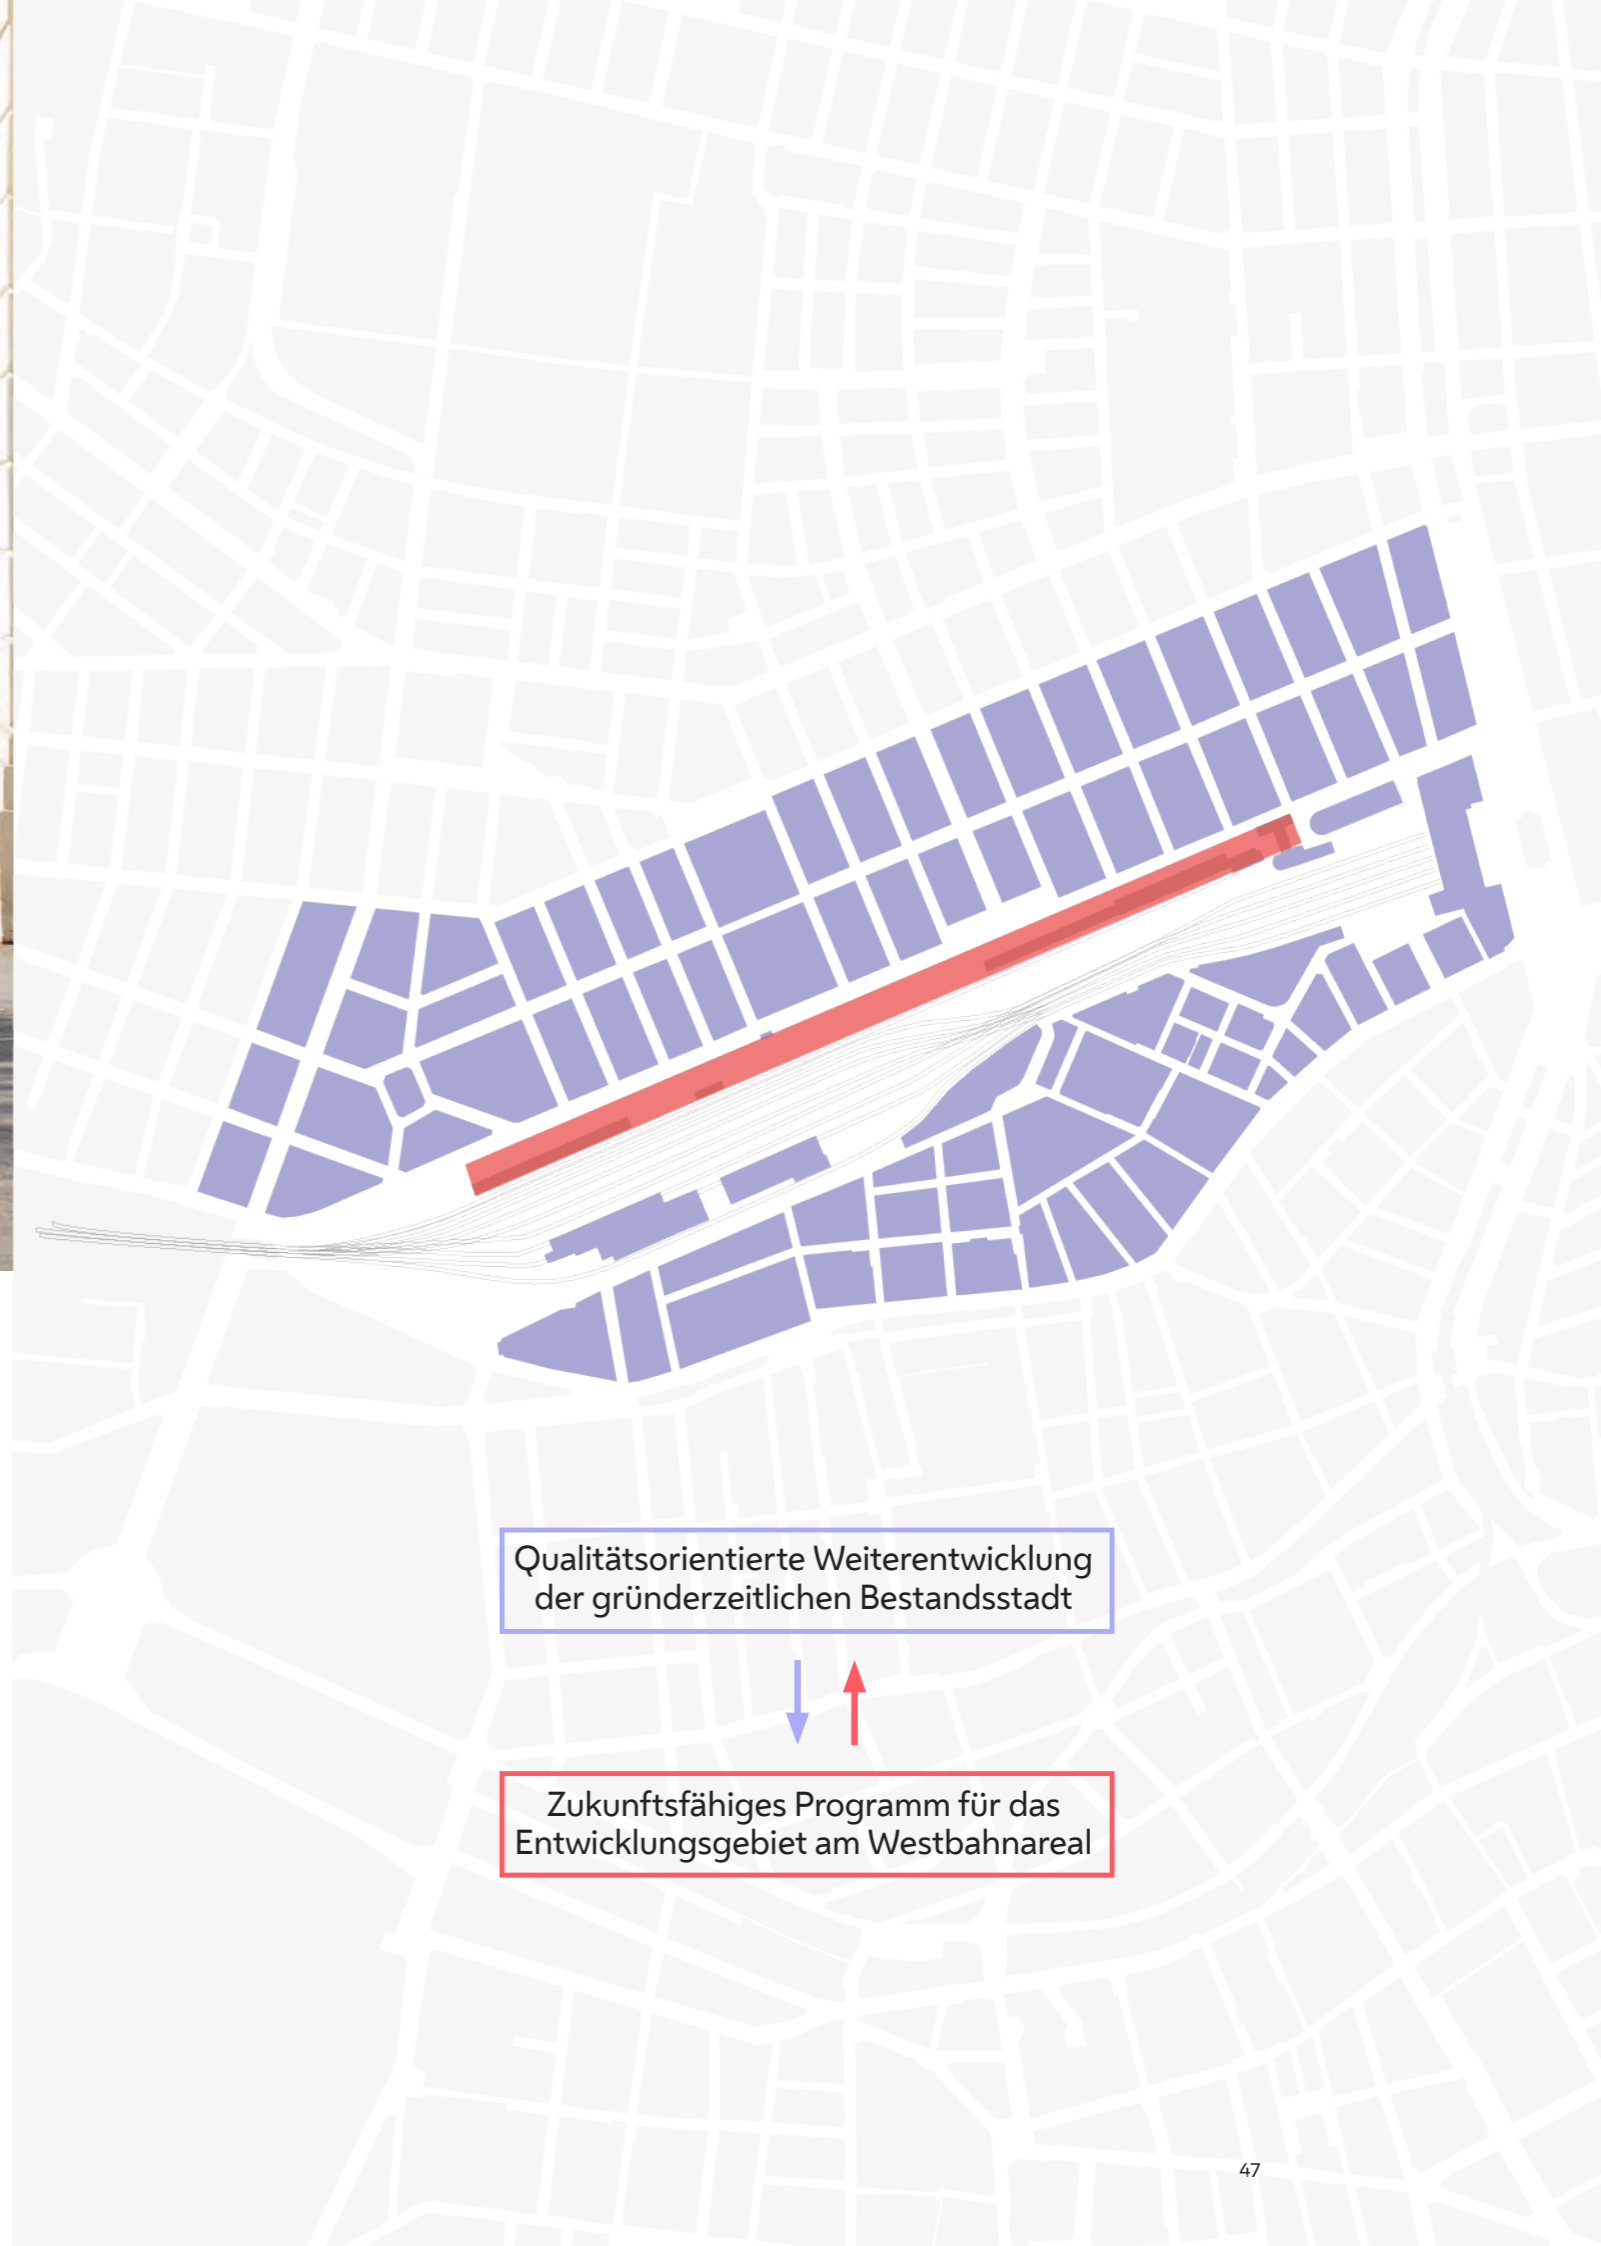 Qualitätsorientierte Weiterentwicklung
der gründerzeitlichen Bestandsstadt
Zukunftsfähiges Programm für das
Entwicklungsgebiet am Westbahnareal
47